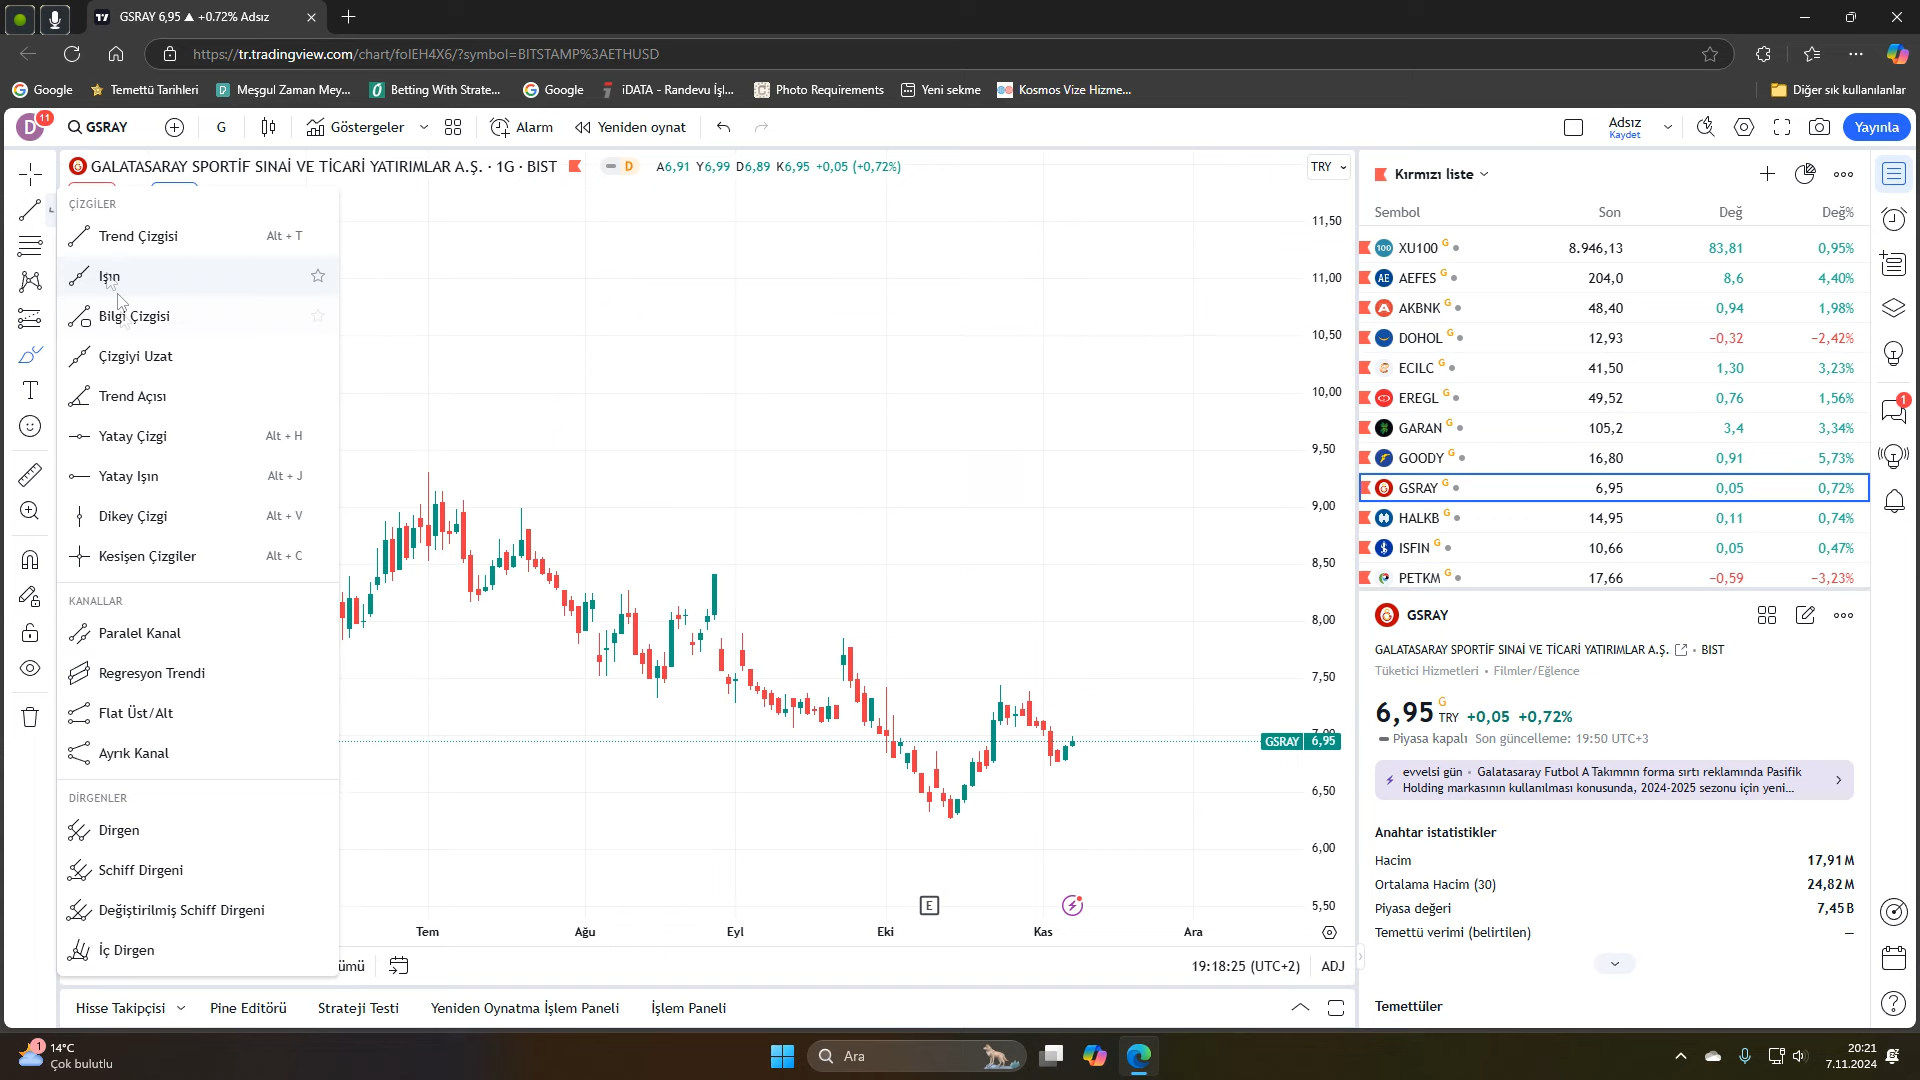 GSRAY 6,95 ▲ +0.72% Adsız
https://tr.tradingview.com/chart/folEH4X6/?symbol=BITSTAMP%3AETHUSD
Google
Temettü Tarihleri
Meşgul Zaman Mey...
Betting With Strate...
Google
iDATA - Randevu İşl...
Photo Requirements
Yeni sekme
Kosmos Vize Hizme...
Diğer sık kullanılanlar
D 11
GSRAY
G
Göstergeler
Alarm
Yeniden oynat
Adsız
Kaydet
Yayınla
GALATASARAY SPORTİF SINAİ VE TİCARİ YATIRIMLAR A.Ş. · 1G · BIST
D
A6,91 Y6,99 D6,89 K6,95 +0,05 (+0,72%)
TRY
ÇİZGİLER
Trend Çizgisi Alt + T
Işın
Bilgi Çizgisi
Çizgiyi Uzat
Trend Açısı
Yatay Çizgi Alt + H
Yatay Işın Alt + J
Dikey Çizgi Alt + V
Kesişen Çizgiler Alt + C
KANALLAR
Paralel Kanal
Regresyon Trendi
Flat Üst/Alt
Ayrık Kanal
DİRGENLER
Dirgen
Schiff Dirgeni
Değiştirilmiş Schiff Dirgeni
İç Dirgen
11,50
11,00
10,50
10,00
9,50
9,00
8,50
8,00
7,50
7,00
GSRAY 6,95
6,50
6,00
5,50
E
Tem Ağu Eyl Eki Kas Ara
ümü
19:18:25 (UTC+2) ADJ
Hisse Takipçisi
Pine Editörü
Strateji Testi
Yeniden Oynatma İşlem Paneli
İşlem Paneli
Kırmızı liste
Sembol Son Değ Değ%
100 XU100 G 8.946,13 83,81 0,95%
AE AEFES G 204,0 8,6 4,40%
AKBNK G 48,40 0,94 1,98%
DOHOL G 12,93 −0,32 −2,42%
ECILC G 41,50 1,30 3,23%
EREGL G 49,52 0,76 1,56%
GARAN G 105,2 3,4 3,34%
GOODY G 16,80 0,91 5,73%
GSRAY G 6,95 0,05 0,72%
HALKB G 14,95 0,11 0,74%
ISFIN G 10,66 0,05 0,47%
PETKM G 17,66 −0,59 −3,23%
GSRAY
GALATASARAY SPORTİF SINAİ VE TİCARİ YATIRIMLAR A.Ş. • BIST
Tüketici Hizmetleri • Filmler/Eğlence
6,95 G TRY +0,05 +0,72%
Piyasa kapalı Son güncelleme: 19:50 UTC+3
evvelsi gün • Galatasaray Futbol A Takımının forma sırtı reklamında Pasifik
Holding markasının kullanılması konusunda, 2024-2025 sezonu için yeni...
Anahtar istatistikler
Hacim 17,91M
Ortalama Hacim (30) 24,82M
Piyasa değeri 7,45B
Temettü verimi (belirtilen) —
Temettüler
1
1
14°C
Çok bulutlu
Ara
20:21
7.11.2024